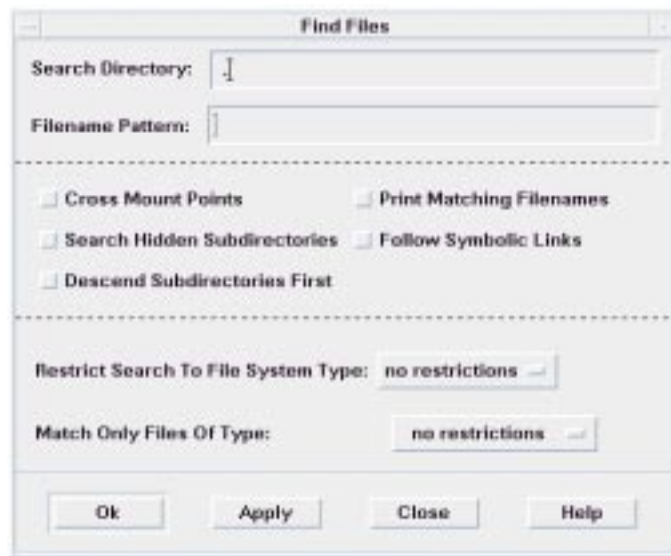 Find Files
Search Directory: .
Filename Pattern:
Cross Mount Points Print Matching Filenames
Search Hidden Subdirectories Follow Symbolic Links
Descend Subdirectories First
Restrict Search To File System Type: no restrictions
Match Only Files Of Type: no restrictions
Ok Apply Close Help